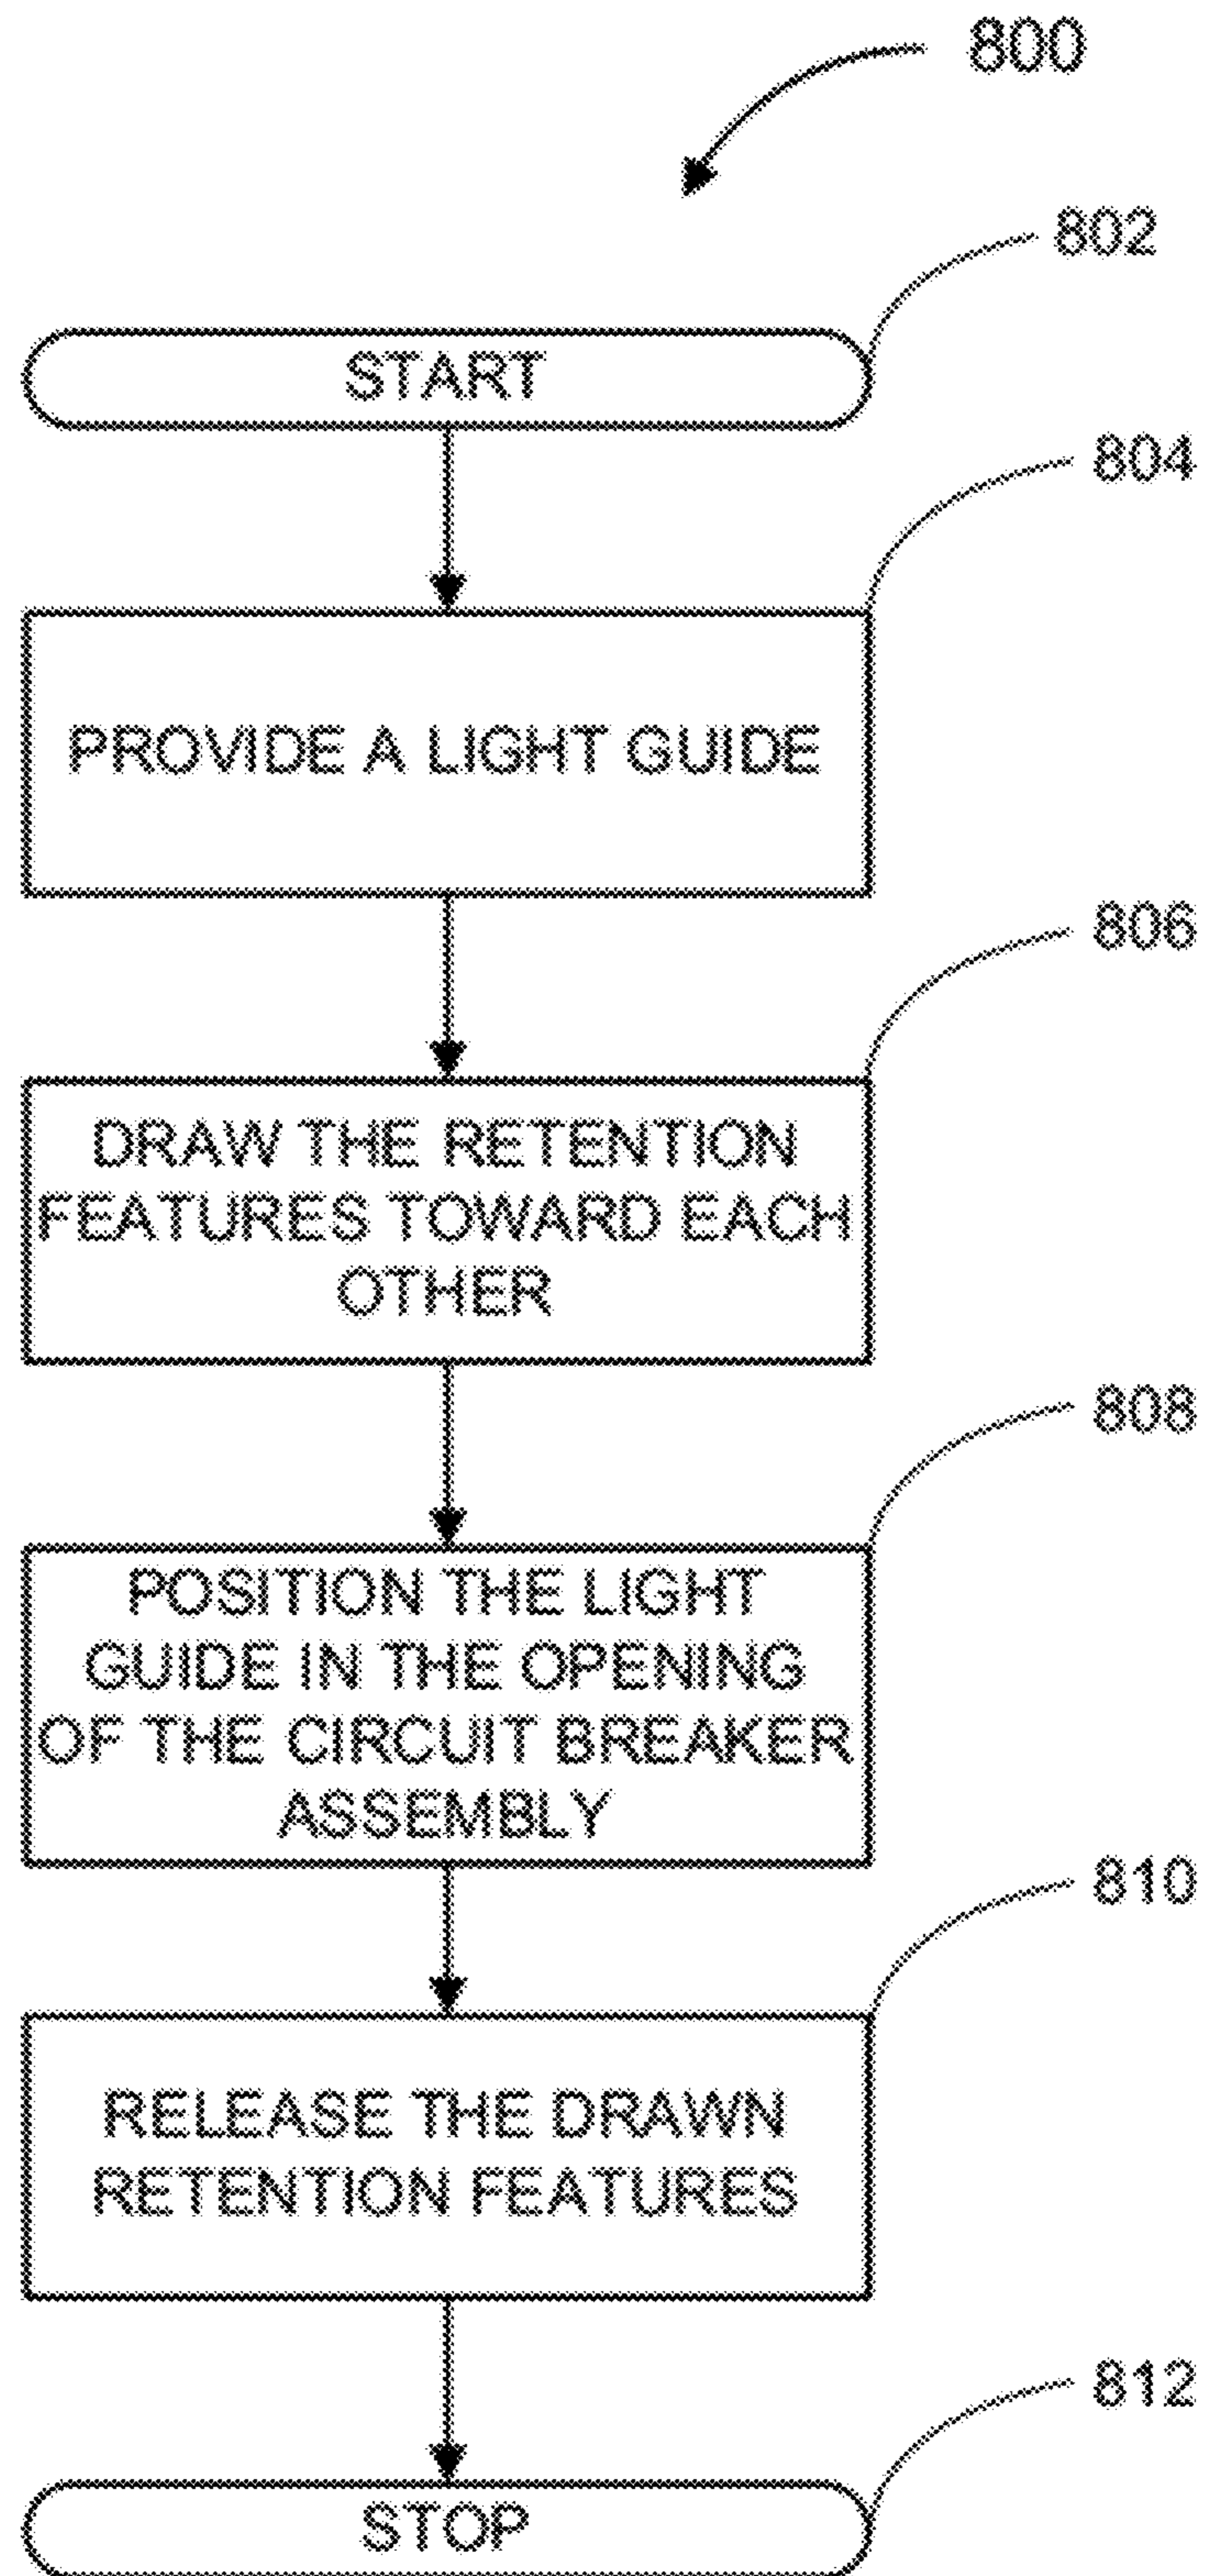 800
802
START
804
PROVIDE A LIGHT GUIDE
806
DRAW THE RETENTION
FEATURES TOWARD EACH
OTHER
808
POSITION THE LIGHT
GUIDE IN THE OPENING
OF THE CIRCUIT BREAKER
ASSEMBLY
810
RELEASE THE DRAWN
RETENTION FEATURES
812
STOP